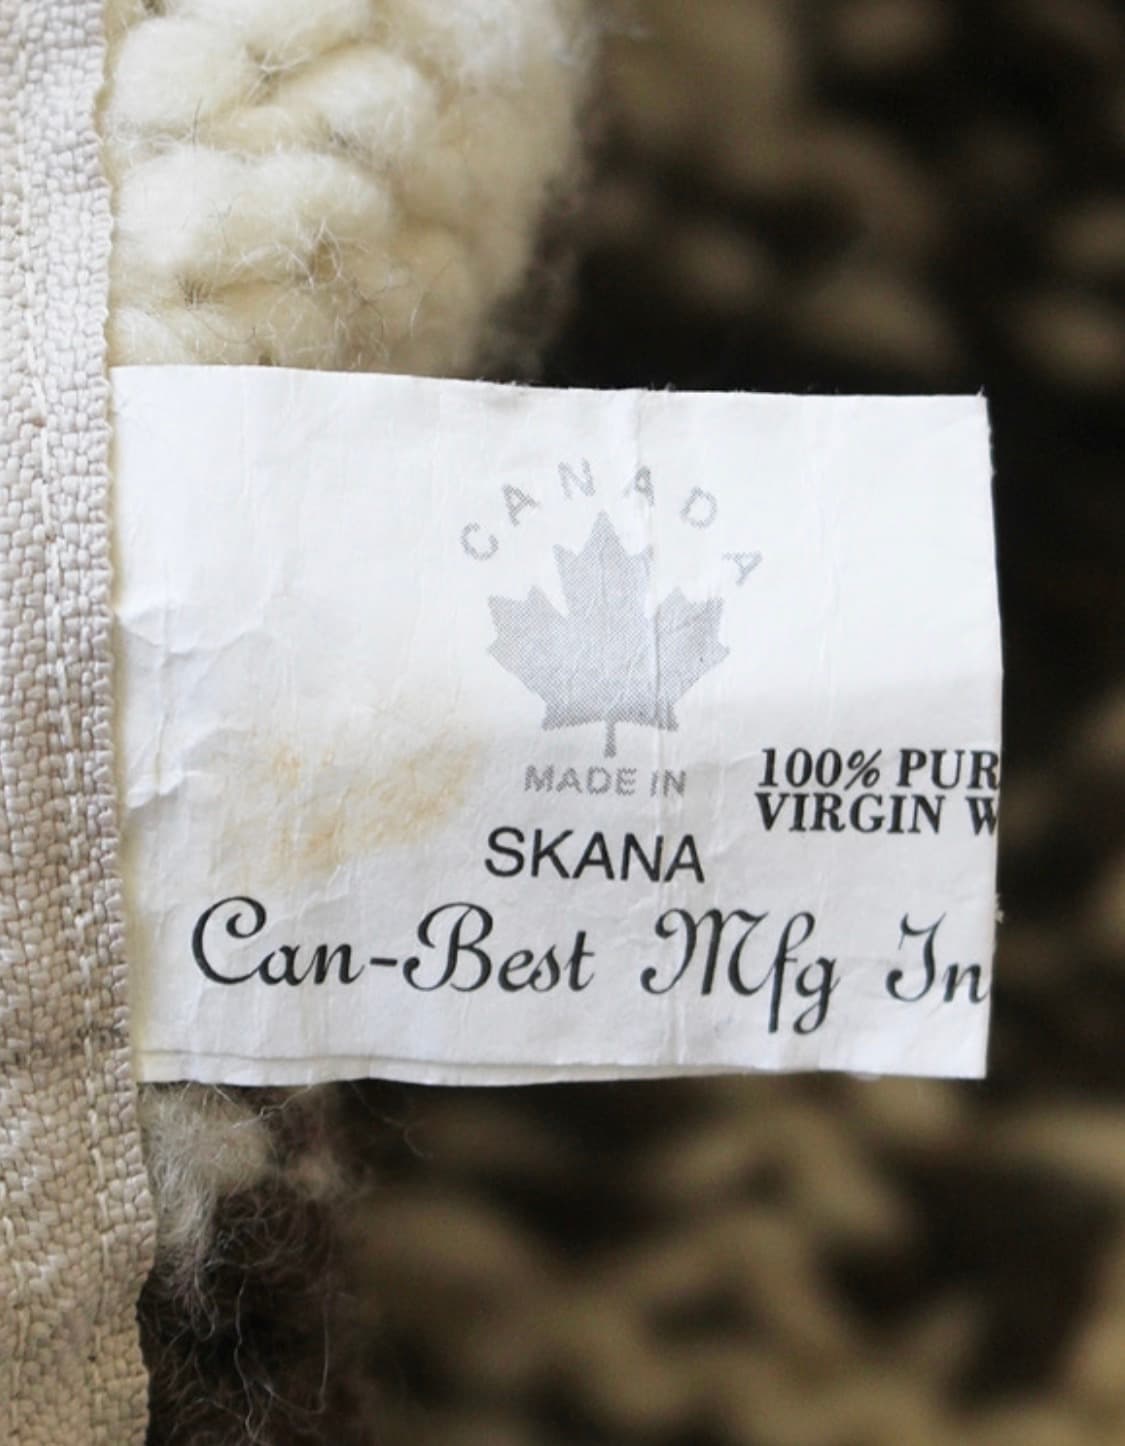 CANADA
MADE IN
100% PUR
VIRGIN W
SKANA
Can-Best Mfg In